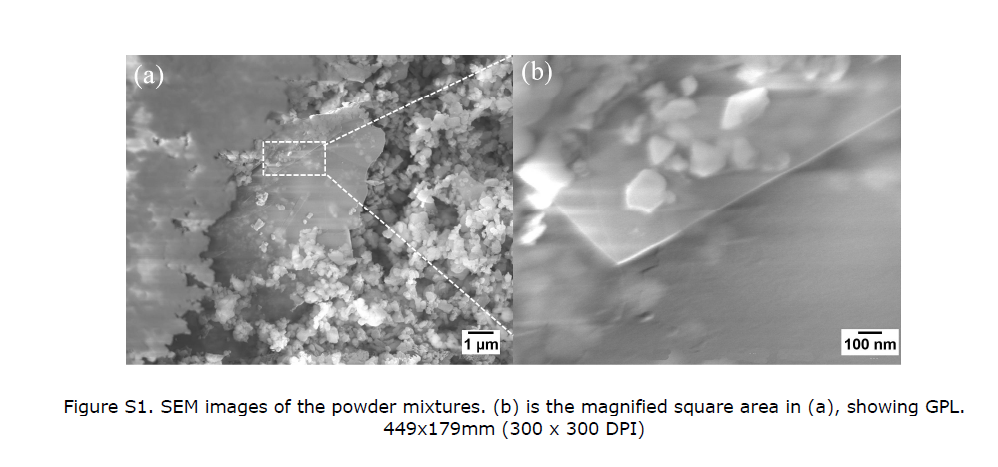 (a)
(b)
1 μm
100 nm
Figure S1. SEM images of the powder mixtures. (b) is the magnified square area in (a), showing GPL.
449x179mm (300 x 300 DPI)